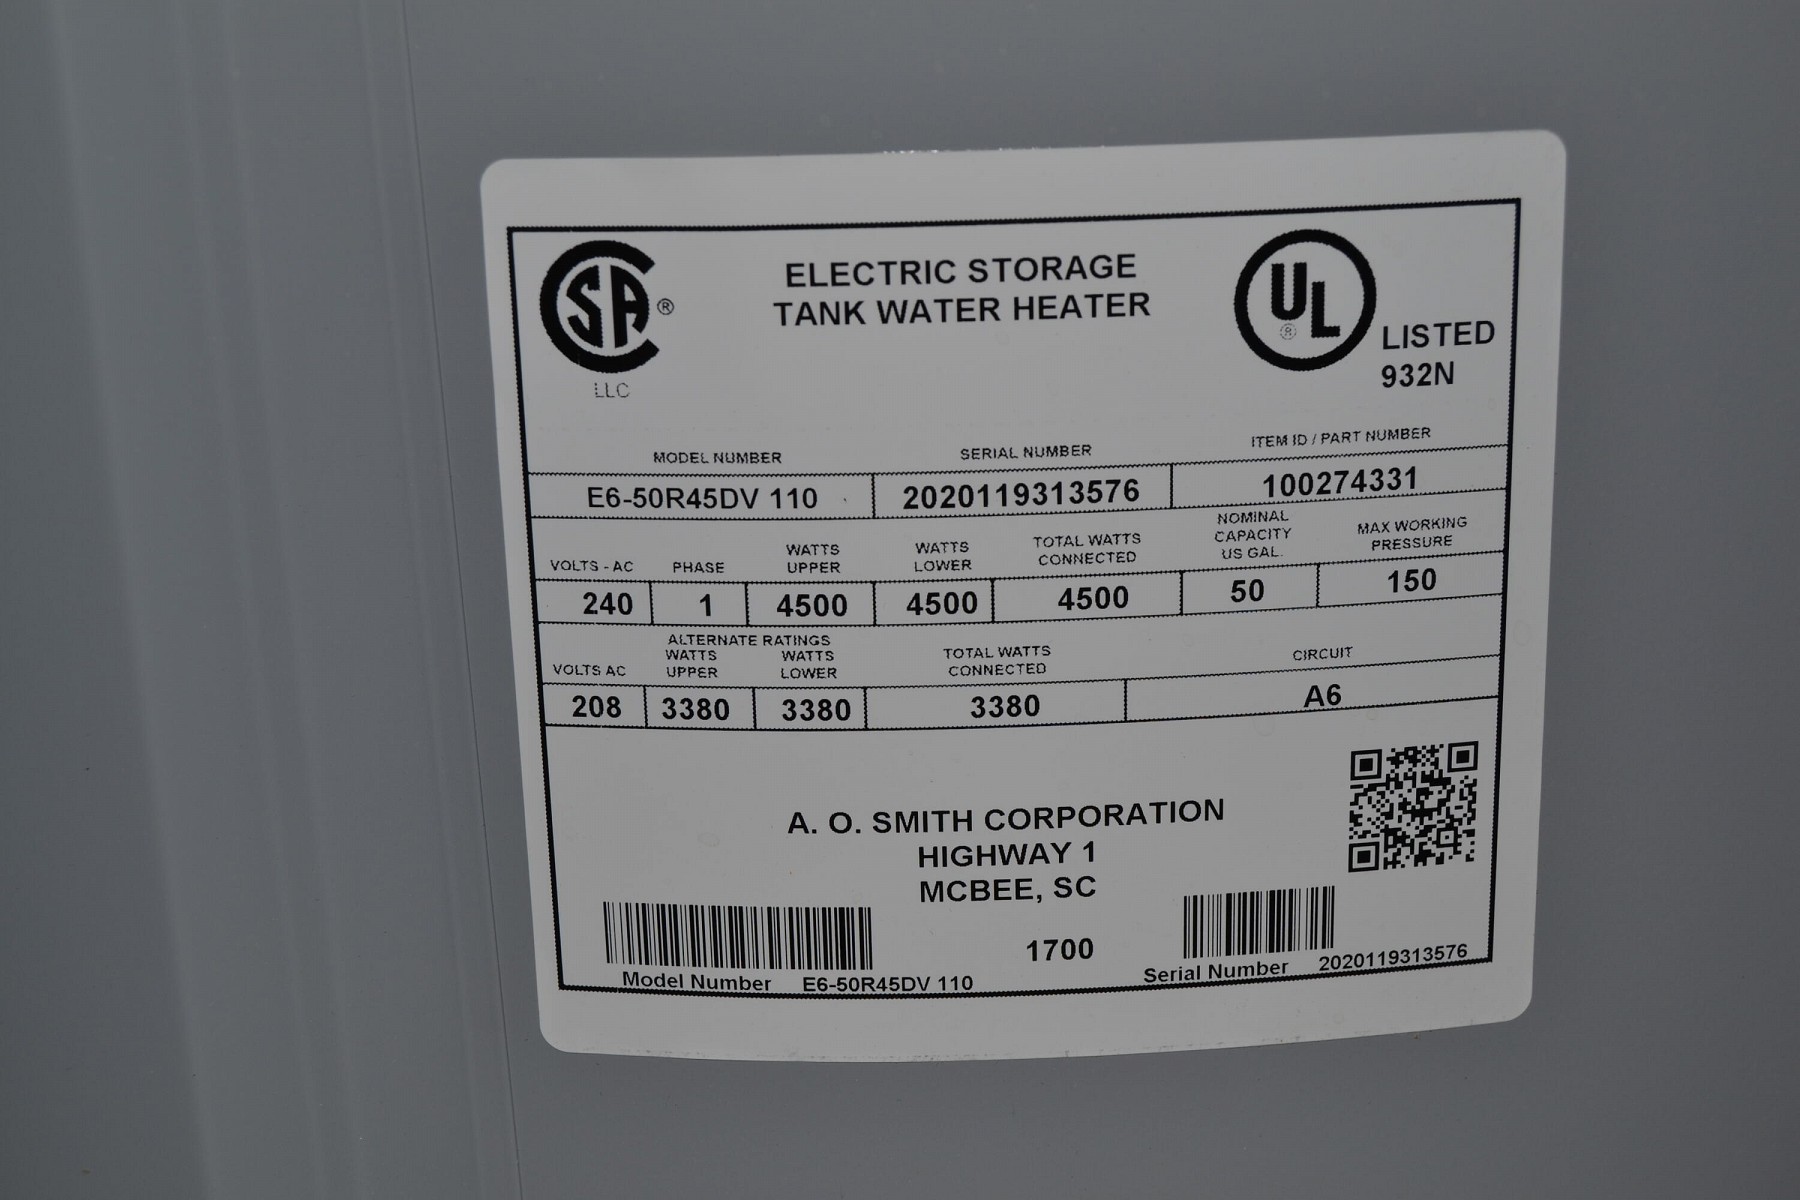 SA ®
LLC
ELECTRIC STORAGE
TANK WATER HEATER
UL ®
LISTED
932N
MODEL NUMBER SERIAL NUMBER ITEM ID / PART NUMBER
E6-50R45DV 110 2020119313576 100274331
VOLTS - AC PHASE WATTS UPPER WATTS LOWER TOTAL WATTS CONNECTED NOMINAL CAPACITY US GAL. MAX WORKING PRESSURE
240 1 4500 4500 4500 50 150
ALTERNATE RATINGS
VOLTS AC WATTS UPPER WATTS LOWER TOTAL WATTS CONNECTED CIRCUIT
208 3380 3380 3380 A6
A. O. SMITH CORPORATION
HIGHWAY 1
MCBEE, SC
1700
Model Number E6-50R45DV 110 Serial Number 2020119313576